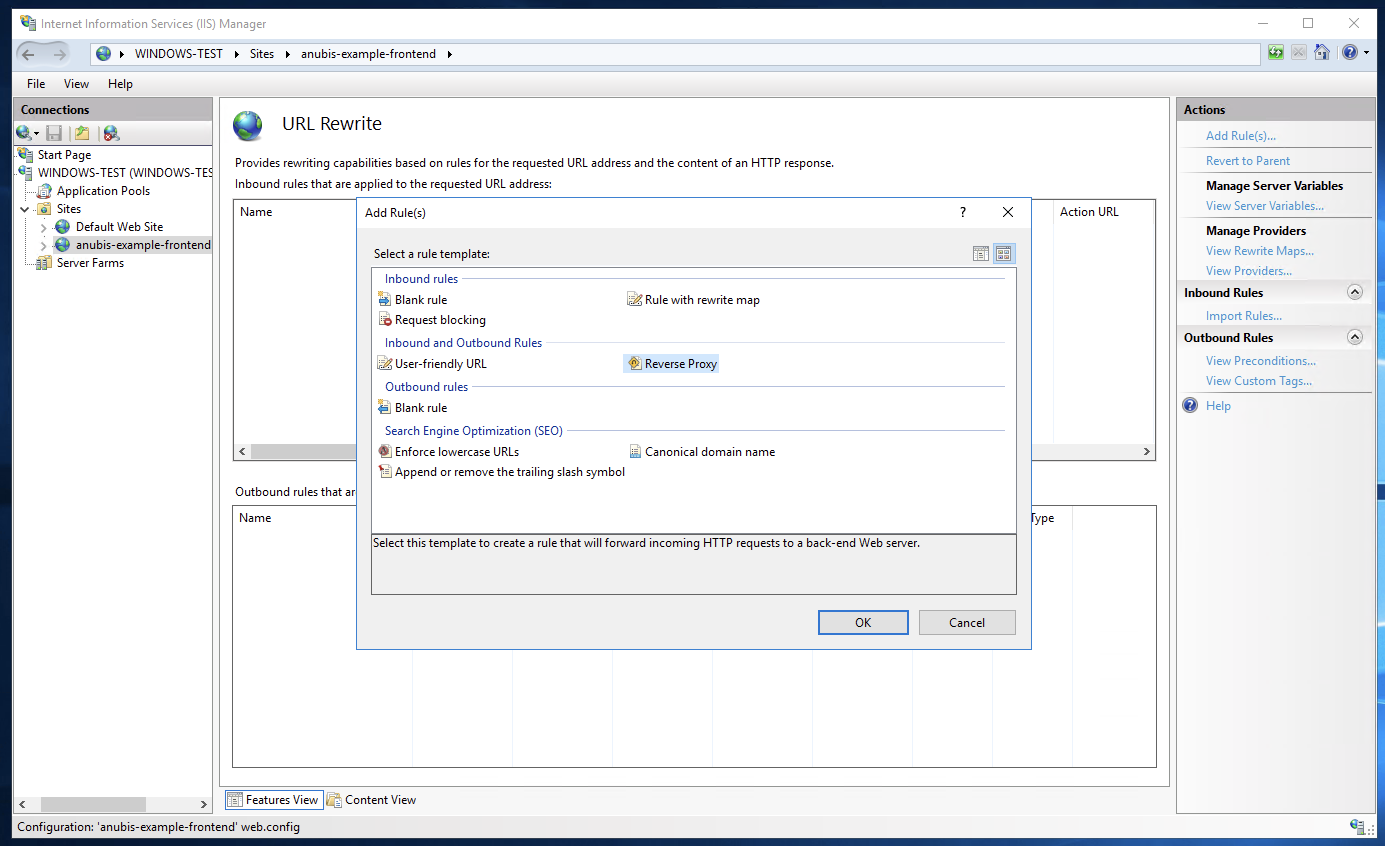 Internet Information Services (IIS) Manager
WINDOWS-TEST Sites anubis-example-frontend
File View Help
Connections
Start Page
WINDOWS-TEST (WINDOWS-TES
Application Pools
Sites
Default Web Site
anubis-example-frontend
Server Farms
URL Rewrite
Provides rewriting capabilities based on rules for the requested URL address and the content of an HTTP response.
Inbound rules that are applied to the requested URL address:
Name
Action URL
Add Rule(s)
?
Select a rule template:
Inbound rules
Blank rule
Rule with rewrite map
Request blocking
Inbound and Outbound Rules
User-friendly URL
Reverse Proxy
Outbound rules
Blank rule
Search Engine Optimization (SEO)
Enforce lowercase URLs
Canonical domain name
Append or remove the trailing slash symbol
Select this template to create a rule that will forward incoming HTTP requests to a back-end Web server.
OK
Cancel
Outbound rules that ar
Name
Type
Features View
Content View
Actions
Add Rule(s)...
Revert to Parent
Manage Server Variables
View Server Variables...
Manage Providers
View Rewrite Maps...
View Providers...
Inbound Rules
Import Rules...
Outbound Rules
View Preconditions...
View Custom Tags...
Help
Configuration: 'anubis-example-frontend' web.config